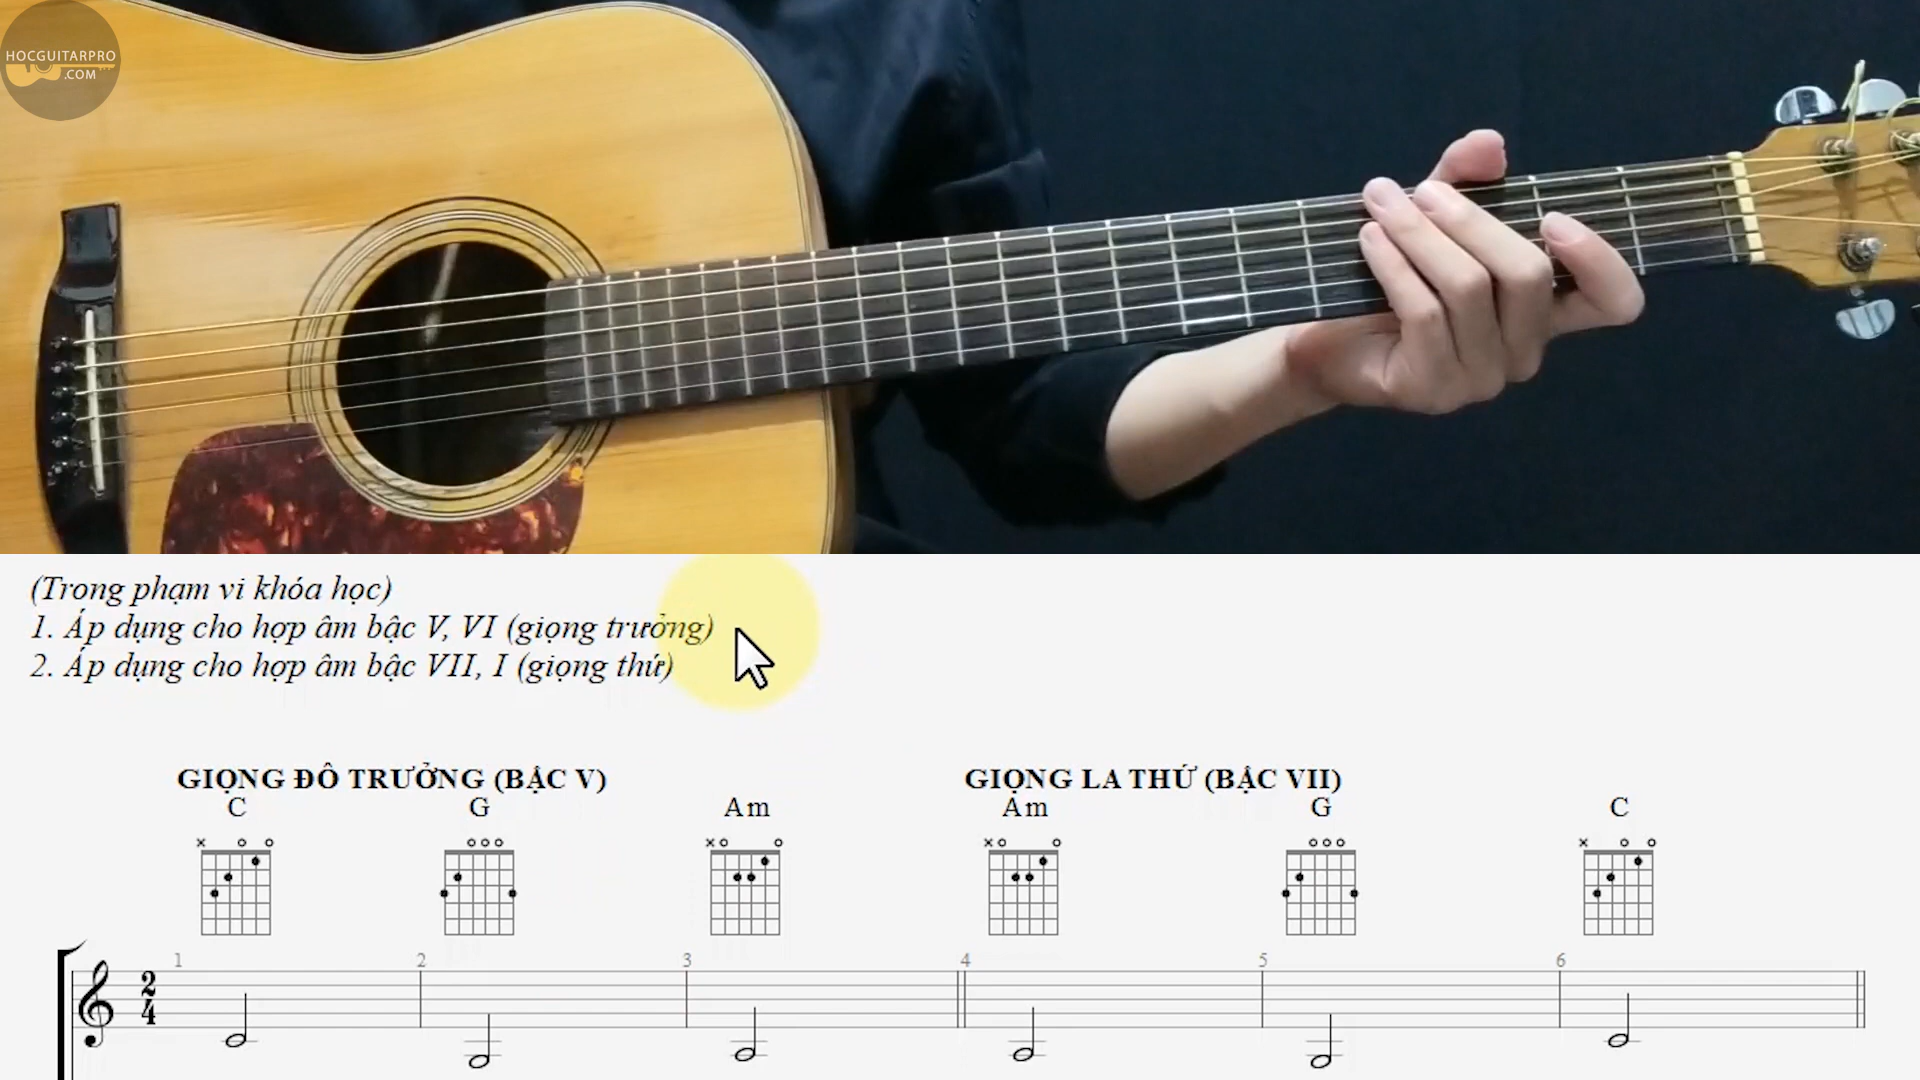 HOCGUITARPRO
.COM
(Trong phạm vi khóa học)
1. Áp dụng cho hợp âm bậc V, VI (giọng trưởng)
2. Áp dụng cho hợp âm bậc VII, I (giọng thứ)
GIỌNG ĐÔ TRƯỞNG (BẬC V) GIỌNG LA THỨ (BẬC VII)
C G Am Am G C
x o o o o o x o o x o o o o o x o o
1 2 3 4 5 6
2
4